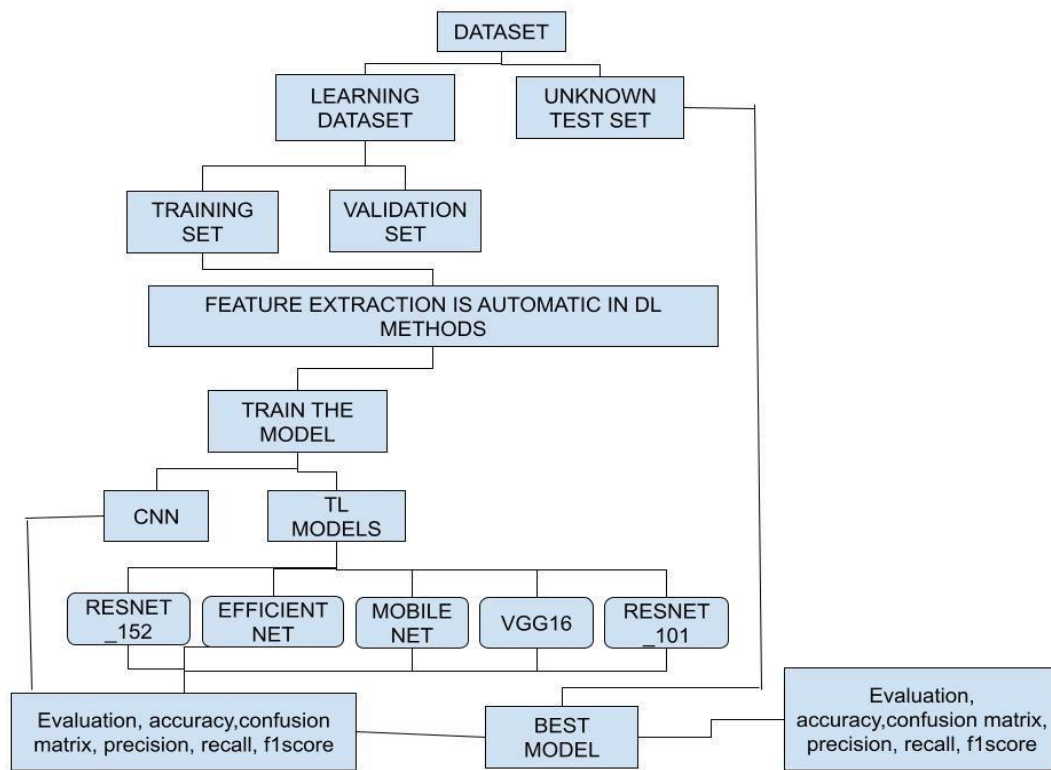 DATASET
LEARNING
DATASET
UNKNOWN
TEST SET
TRAINING
SET
VALIDATION
SET
FEATURE EXTRACTION IS AUTOMATIC IN DL
METHODS
TRAIN THE
MODEL
CNN
TL
MODELS
RESNET
_152
EFFICIENT
NET
MOBILE
NET
VGG16
RESNET
_101
Evaluation, accuracy,confusion
matrix, precision, recall, f1score
BEST
MODEL
Evaluation,
accuracy,confusion matrix,
precision, recall, f1score